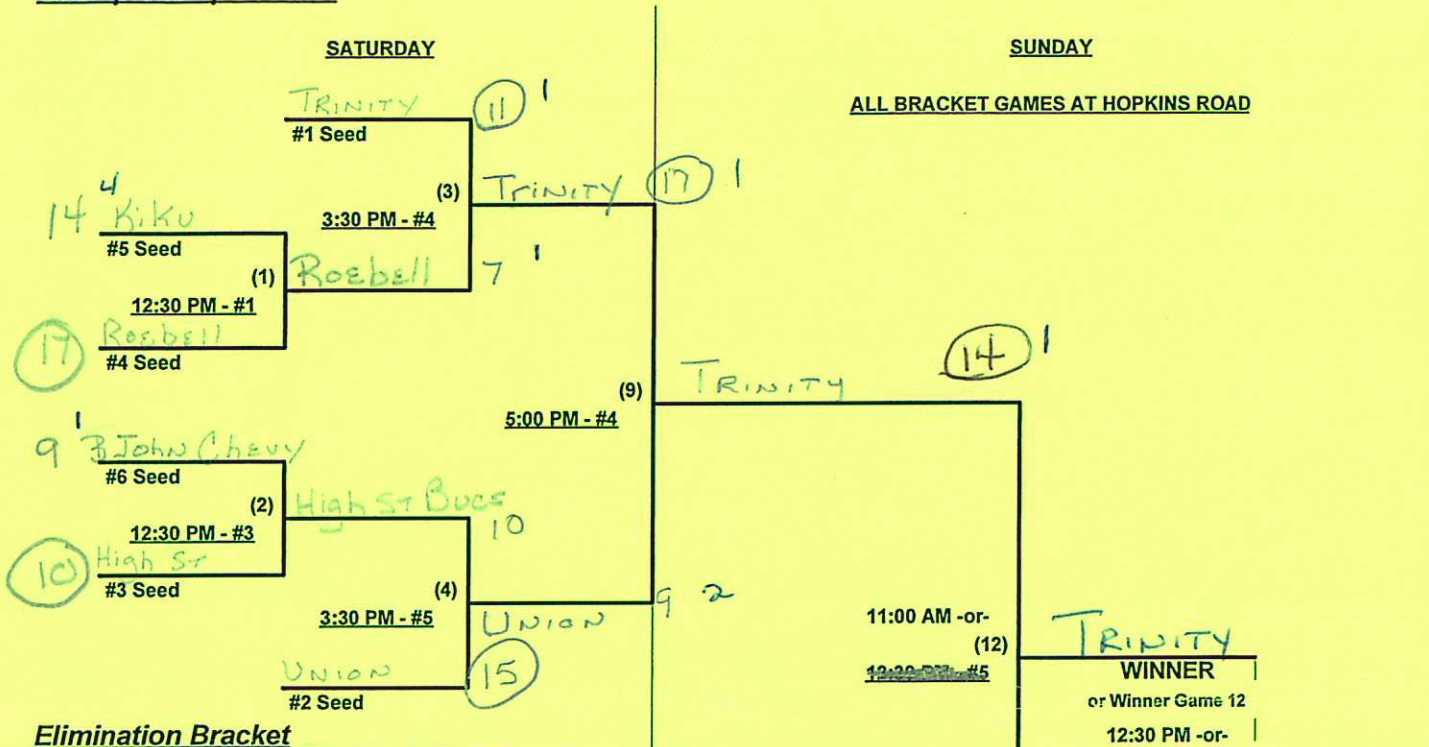 SATURDAY
SUNDAY
TRINITY 11 1
#1 Seed
ALL BRACKET GAMES AT HOPKINS ROAD
(3) TRINITY 17 1
3:30 PM - #4
14 4 KiKu
#5 Seed
(1) Roebell 7 1
12:30 PM - #1
17 Roebell
#4 Seed
TRINITY 14 1
(9)
5:00 PM - #4
9 1 John Chevy
#6 Seed
(2) High ST Bucs
12:30 PM - #3
10
10 High ST
#3 Seed
(4)
3:30 PM - #5
UNION 9 2
UNION 15
#2 Seed
11:00 AM -or-
(12) TRINITY
#5
WINNER
or Winner Game 12
12:30 PM -or-
Elimination Bracket